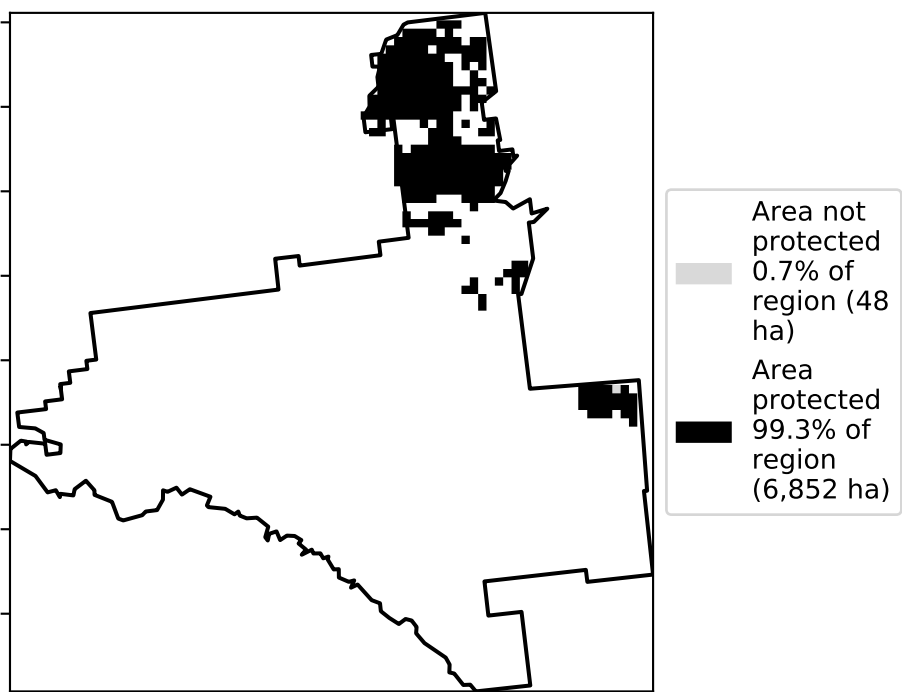 Area not
protected
0.7% of
region (48
ha)
Area
protected
99.3% of
region
(6,852 ha)